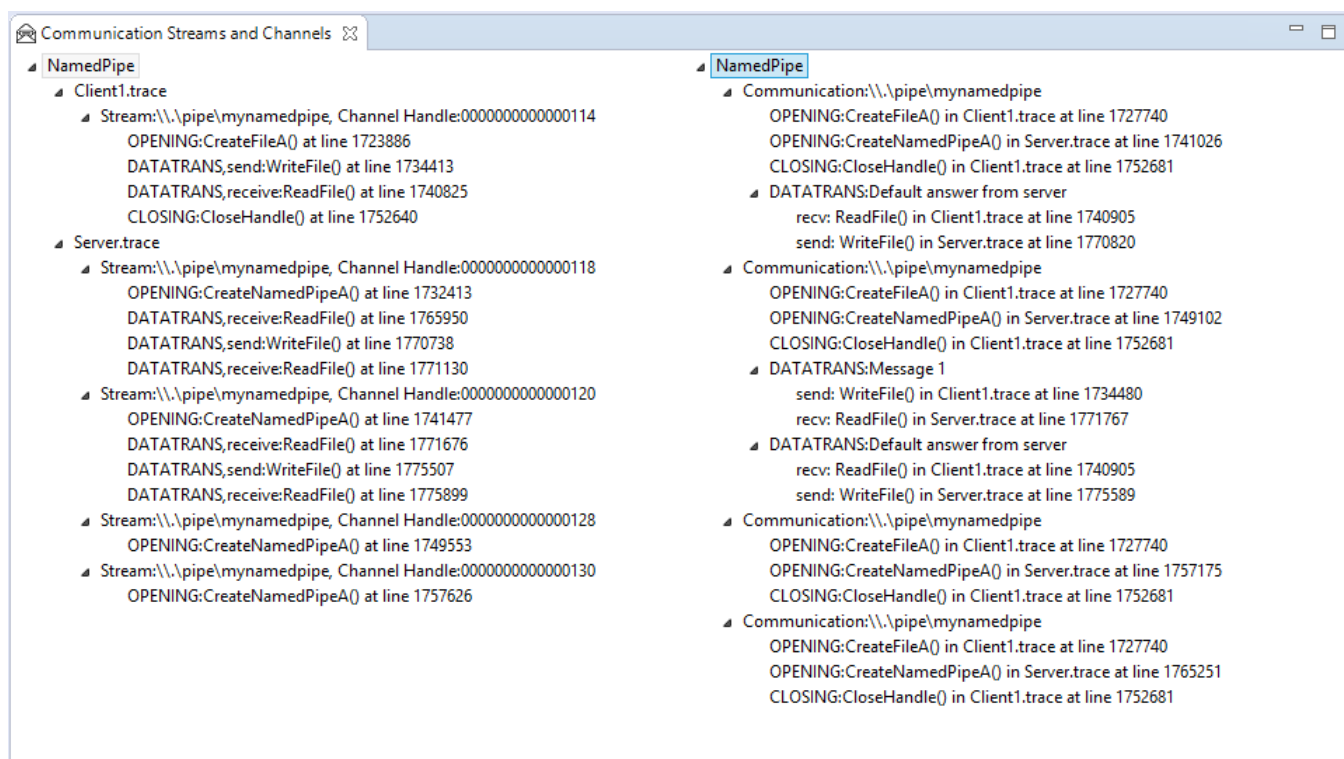 Communication Streams and Channels
NamedPipe
Client1.trace
Stream:\\.\pipe\mynamedpipe, Channel Handle:0000000000000114
OPENING:CreateFileA() at line 1723886
DATATRANS,send:WriteFile() at line 1734413
DATATRANS,receive:ReadFile() at line 1740825
CLOSING:CloseHandle() at line 1752640
Server.trace
Stream:\\.\pipe\mynamedpipe, Channel Handle:0000000000000118
OPENING:CreateNamedPipeA() at line 1732413
DATATRANS,receive:ReadFile() at line 1765950
DATATRANS,send:WriteFile() at line 1770738
DATATRANS,receive:ReadFile() at line 1771130
Stream:\\.\pipe\mynamedpipe, Channel Handle:0000000000000120
OPENING:CreateNamedPipeA() at line 1741477
DATATRANS,receive:ReadFile() at line 1771676
DATATRANS,send:WriteFile() at line 1775507
DATATRANS,receive:ReadFile() at line 1775899
Stream:\\.\pipe\mynamedpipe, Channel Handle:0000000000000128
OPENING:CreateNamedPipeA() at line 1749553
Stream:\\.\pipe\mynamedpipe, Channel Handle:0000000000000130
OPENING:CreateNamedPipeA() at line 1757626
NamedPipe
Communication:\\.\pipe\mynamedpipe
OPENING:CreateFileA() in Client1.trace at line 1727740
OPENING:CreateNamedPipeA() in Server.trace at line 1741026
CLOSING:CloseHandle() in Client1.trace at line 1752681
DATATRANS:Default answer from server
recv: ReadFile() in Client1.trace at line 1740905
send: WriteFile() in Server.trace at line 1770820
Communication:\\.\pipe\mynamedpipe
OPENING:CreateFileA() in Client1.trace at line 1727740
OPENING:CreateNamedPipeA() in Server.trace at line 1749102
CLOSING:CloseHandle() in Client1.trace at line 1752681
DATATRANS:Message 1
send: WriteFile() in Client1.trace at line 1734480
recv: ReadFile() in Server.trace at line 1771767
DATATRANS:Default answer from server
recv: ReadFile() in Client1.trace at line 1740905
send: WriteFile() in Server.trace at line 1775589
Communication:\\.\pipe\mynamedpipe
OPENING:CreateFileA() in Client1.trace at line 1727740
OPENING:CreateNamedPipeA() in Server.trace at line 1757175
CLOSING:CloseHandle() in Client1.trace at line 1752681
Communication:\\.\pipe\mynamedpipe
OPENING:CreateFileA() in Client1.trace at line 1727740
OPENING:CreateNamedPipeA() in Server.trace at line 1765251
CLOSING:CloseHandle() in Client1.trace at line 1752681